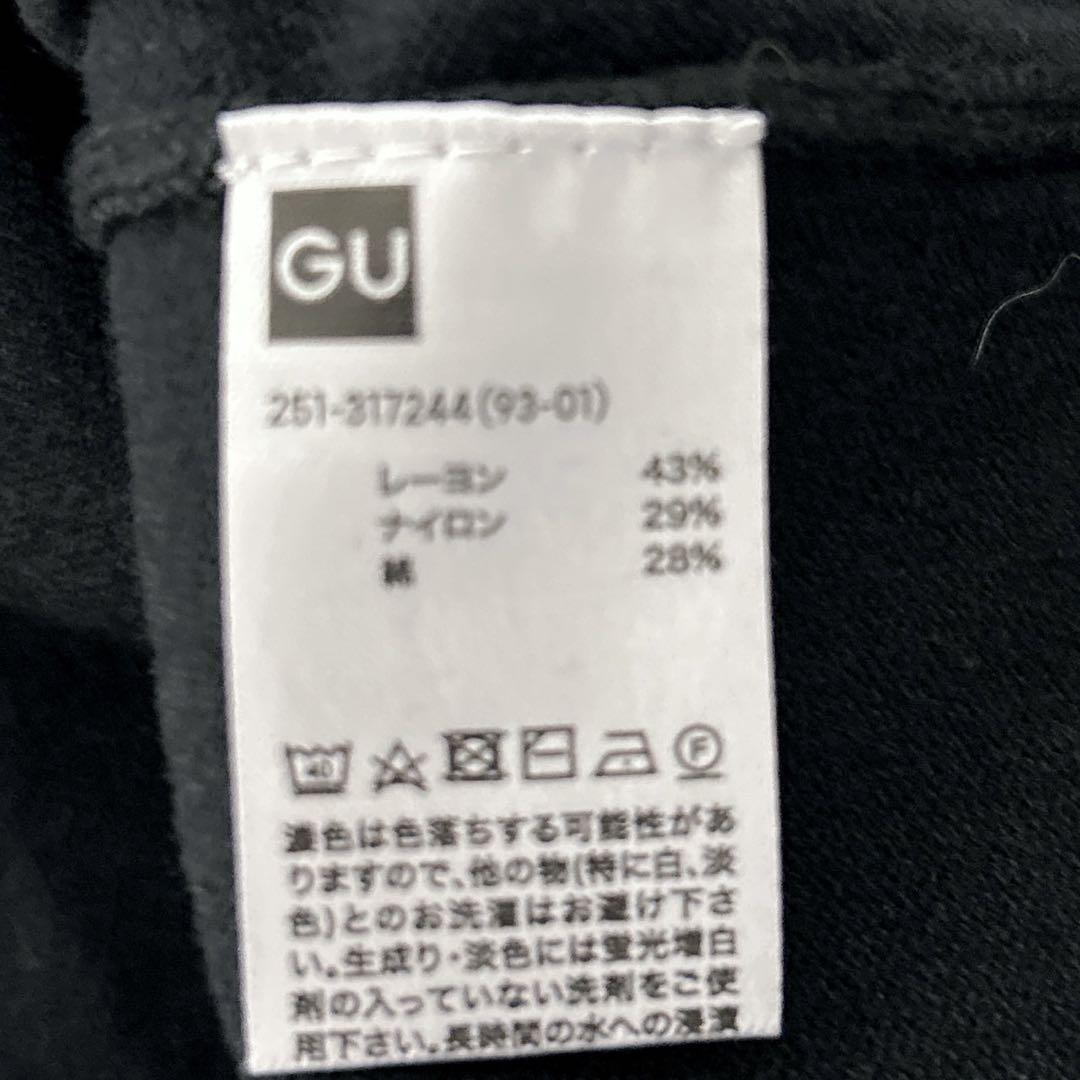 GU
251-317244(93-01)
レーヨン 43%
ナイロン 29%
綿 28%
40
F
濃色は色落ちする可能性があ
りますので、他の物(特に白、淡
色)とのお洗濯はお避け下さ
い。生成り・淡色には蛍光増白
剤の入っていない洗剤をご使
用下さい。長時間の水への浸漬